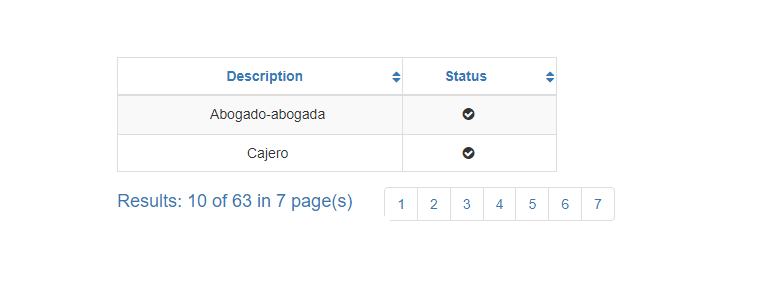 Description Status
Abogado-abogada
Cajero
Results: 10 of 63 in 7 page(s) 1 2 3 4 5 6 7